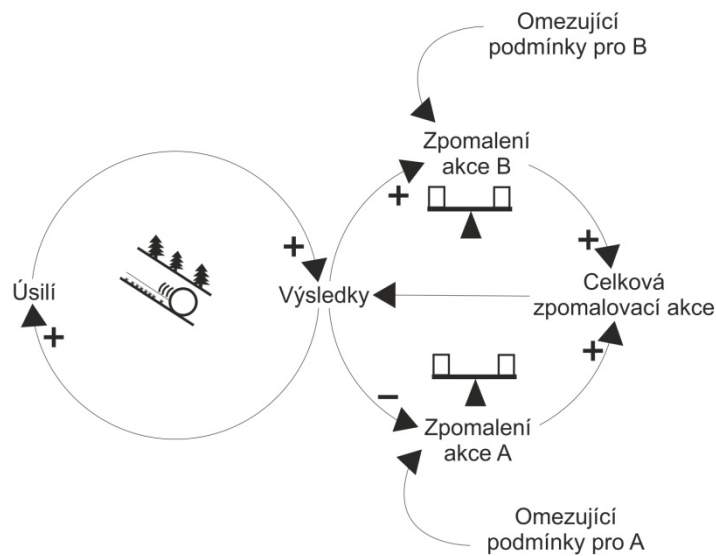 Omezující
podmínky pro B
Zpomalení
akce B
+
+
+
Úsilí
Výsledky
Celková
zpomalovací akce
+
+
−
Zpomalení
akce A
Omezující
podmínky pro A